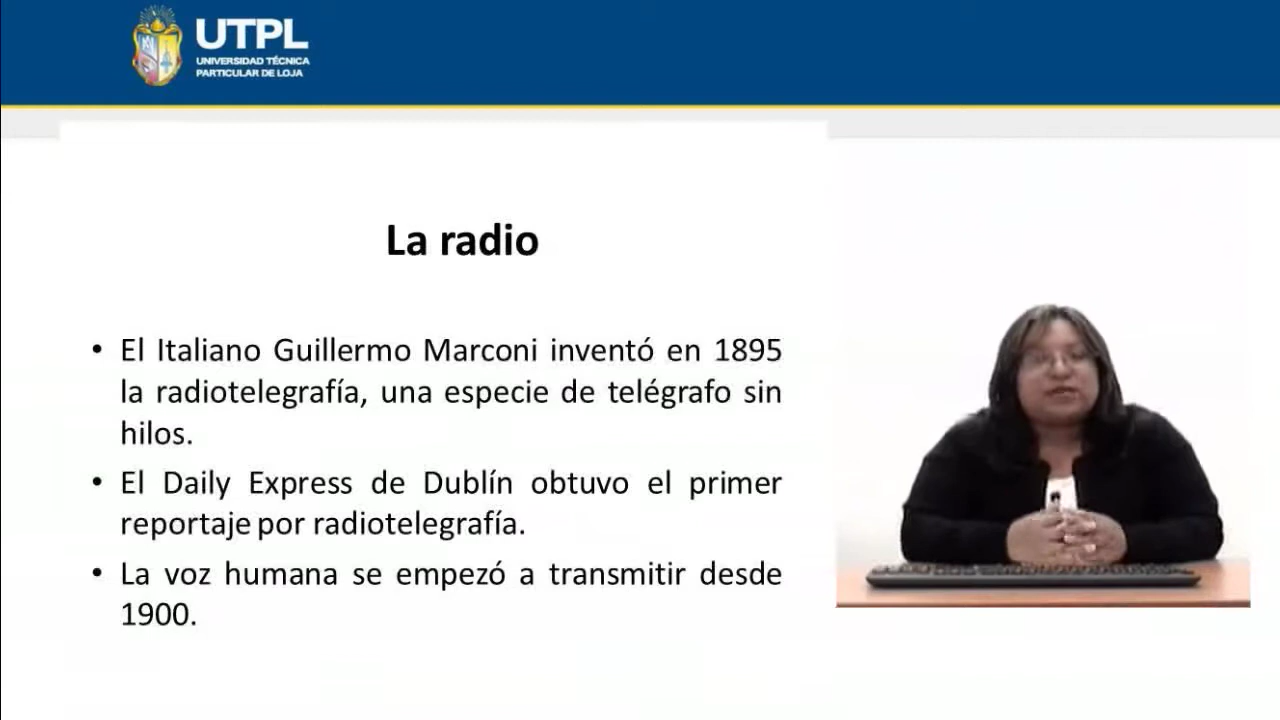 UTPL
UNIVERSIDAD TÉCNICA
PARTICULAR DE LOJA
La radio
• El Italiano Guillermo Marconi inventó en 1895
la radiotelegrafía, una especie de telégrafo sin
hilos.
• El Daily Express de Dublín obtuvo el primer
reportaje por radiotelegrafía.
• La voz humana se empezó a transmitir desde
1900.